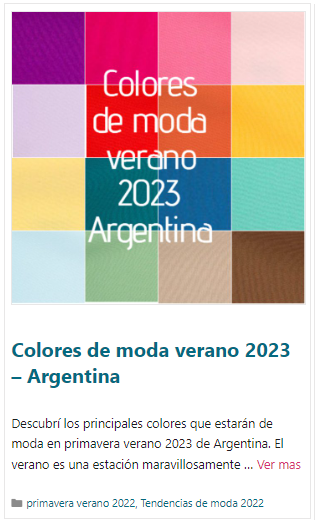 Colores
de moda
verano
2023
Argentina
Colores de moda verano 2023
– Argentina
Descubrí los principales colores que estarán de
moda en primavera verano 2023 de Argentina. El
verano es una estación maravillosamente ... Ver mas
primavera verano 2022, Tendencias de moda 2022